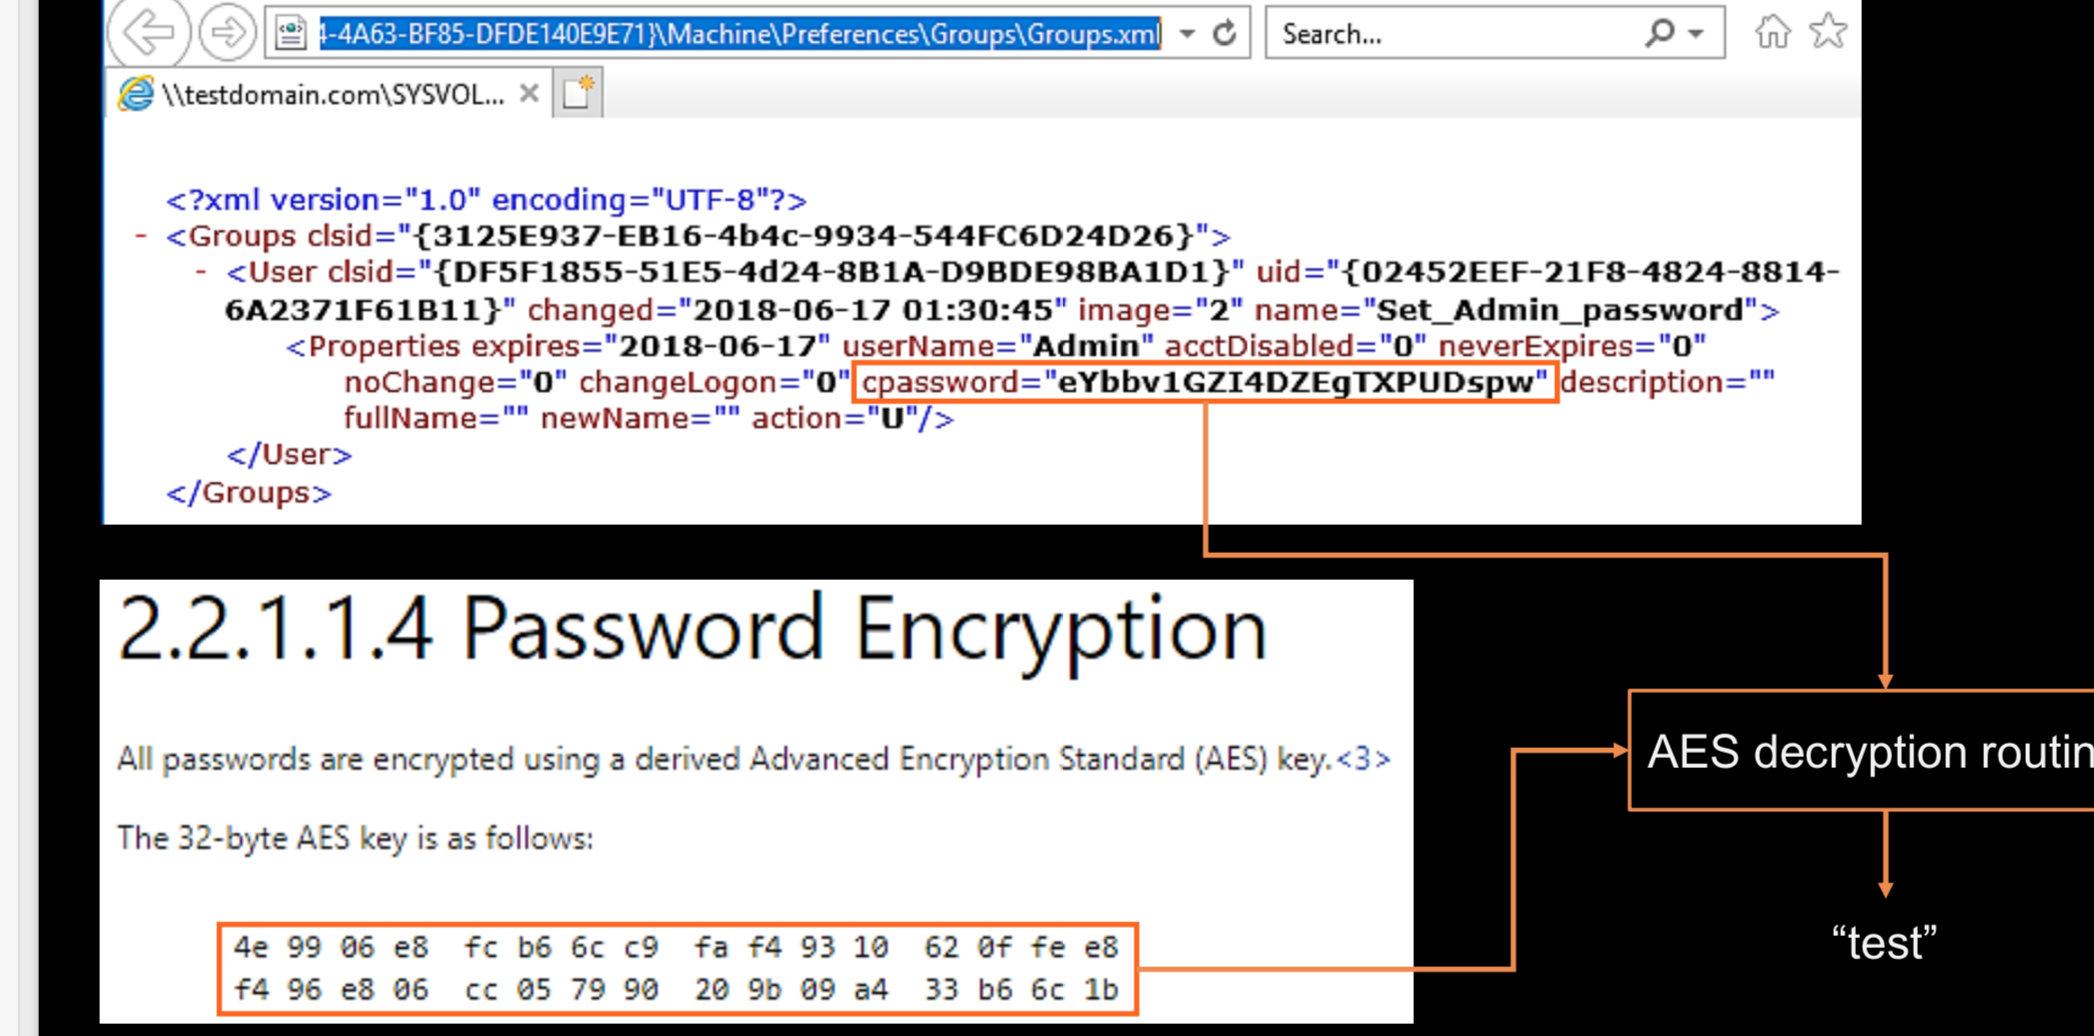 4-4A63-BF85-DFDE140E9E71}\Machine\Preferences\Groups\Groups.xml
Search...
\\testdomain.com\SYSVOL...
<?xml version="1.0" encoding="UTF-8"?>
- <Groups clsid="{3125E937-EB16-4b4c-9934-544FC6D24D26}">
- <User clsid="{DF5F1855-51E5-4d24-8B1A-D9BDE98BA1D1}" uid="{02452EEF-21F8-4824-8814-
6A2371F61B11}" changed="2018-06-17 01:30:45" image="2" name="Set_Admin_password">
<Properties expires="2018-06-17" userName="Admin" acctDisabled="0" neverExpires="0"
noChange="0" changeLogon="0" cpassword="eYbbv1GZI4DZEgTXPUDspw" description=""
fullName="" newName="" action="U"/>
</User>
</Groups>
2.2.1.1.4 Password Encryption
All passwords are encrypted using a derived Advanced Encryption Standard (AES) key.<3>
The 32-byte AES key is as follows:
4e 99 06 e8 fc b6 6c c9 fa f4 93 10 62 0f fe e8
f4 96 e8 06 cc 05 79 90 20 9b 09 a4 33 b6 6c 1b
AES decryption routin
“test”